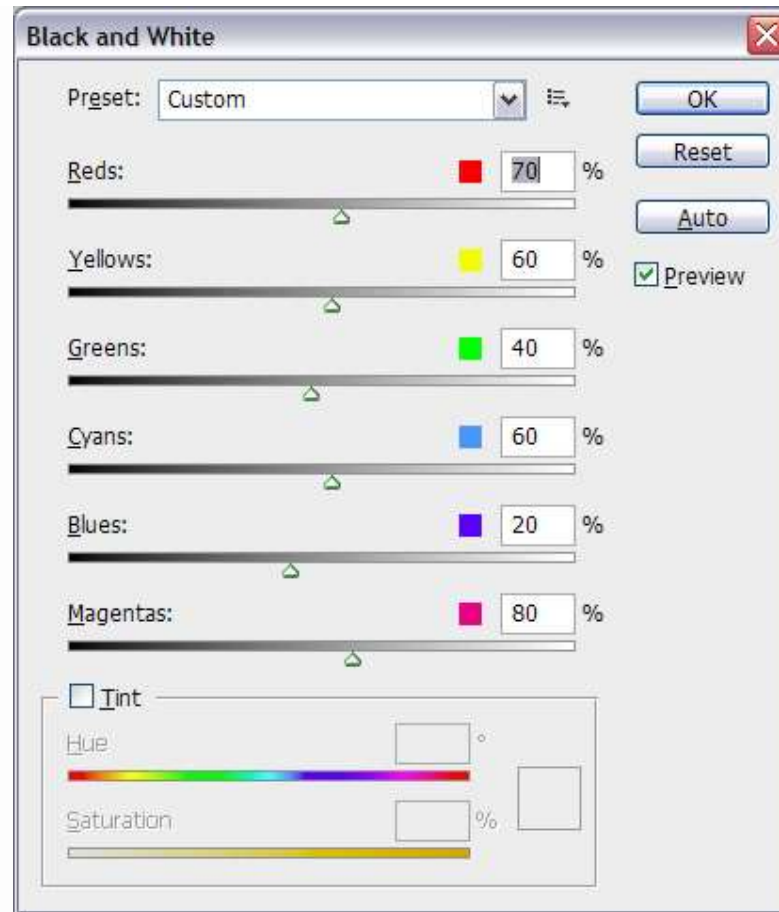 Black and White
Preset: Custom
OK
Reset
Auto
Preview
Reds: 70 %
Yellows: 60 %
Greens: 40 %
Cyans: 60 %
Blues: 20 %
Magentas: 80 %
Tint
Hue °
Saturation %